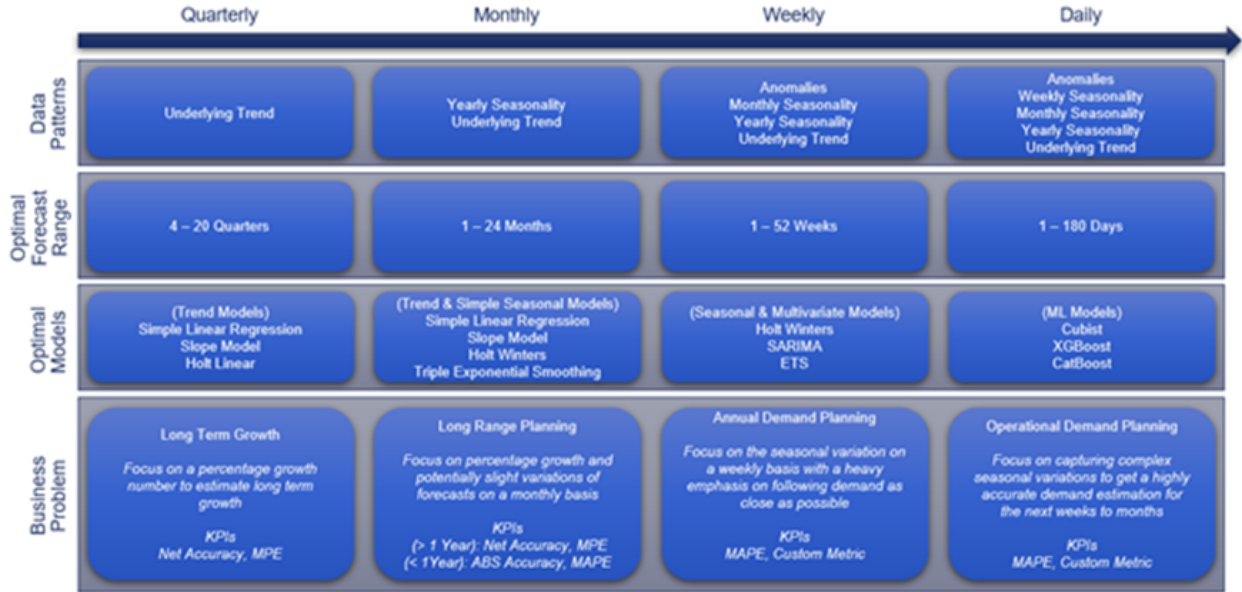 Quarterly
Monthly
Weekly
Daily
Data
Patterns
Underlying Trend
Yearly Seasonality
Underlying Trend
Anomalies
Monthly Seasonality
Yearly Seasonality
Underlying Trend
Anomalies
Weekly Seasonality
Monthly Seasonality
Yearly Seasonality
Underlying Trend
Optimal
Forecast
Range
4 – 20 Quarters
1 – 24 Months
1 – 52 Weeks
1 – 180 Days
Optimal
Models
(Trend Models)
Simple Linear Regression
Slope Model
Holt Linear
(Trend & Simple Seasonal Models)
Simple Linear Regression
Slope Model
Holt Winters
Triple Exponential Smoothing
(Seasonal & Multivariate Models)
Holt Winters
SARIMA
ETS
(ML Models)
Cubist
XGBoost
CatBoost
Business
Problem
Long Term Growth
Focus on a percentage growth
number to estimate long term
growth
KPIs
Net Accuracy, MPE
Long Range Planning
Focus on percentage growth and
potentially slight variations of
forecasts on a monthly basis
KPIs
(> 1 Year): Net Accuracy, MPE
(< 1Year): ABS Accuracy, MAPE
Annual Demand Planning
Focus on the seasonal variation on
a weekly basis with a heavy
emphasis on following demand as
close as possible
KPIs
MAPE, Custom Metric
Operational Demand Planning
Focus on capturing complex
seasonal variations to get a highly
accurate demand estimation for
the next weeks to months
KPIs
MAPE, Custom Metric